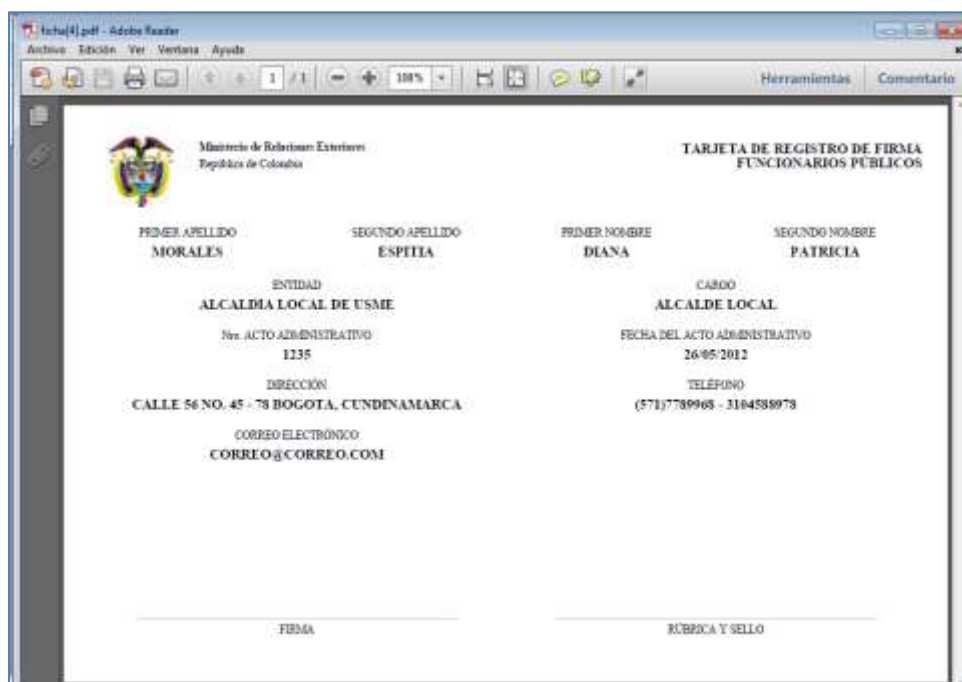 ficha[4].pdf - Adobe Reader
Archivo Edición Ver Ventana Ayuda
1 / 1 108% Herramientas Comentario
Ministerio de Relaciones Exteriores
República de Colombia
TARJETA DE REGISTRO DE FIRMA
FUNCIONARIOS PÚBLICOS
PRIMER APELLIDO SEGUNDO APELLIDO PRIMER NOMBRE SEGUNDO NOMBRE
MORALES ESPITIA DIANA PATRICIA
ENTIDAD CARGO
ALCALDIA LOCAL DE USME ALCALDE LOCAL
Nro. ACTO ADMINISTRATIVO FECHA DEL ACTO ADMINISTRATIVO
1235 26/05/2012
DIRECCIÓN TELÉFONO
CALLE 56 NO. 45 - 78 BOGOTA, CUNDINAMARCA (571)7789968 - 3104588978
CORREO ELECTRÓNICO
CORREO@CORREO.COM
FIRMA RÚBRICA Y SELLO